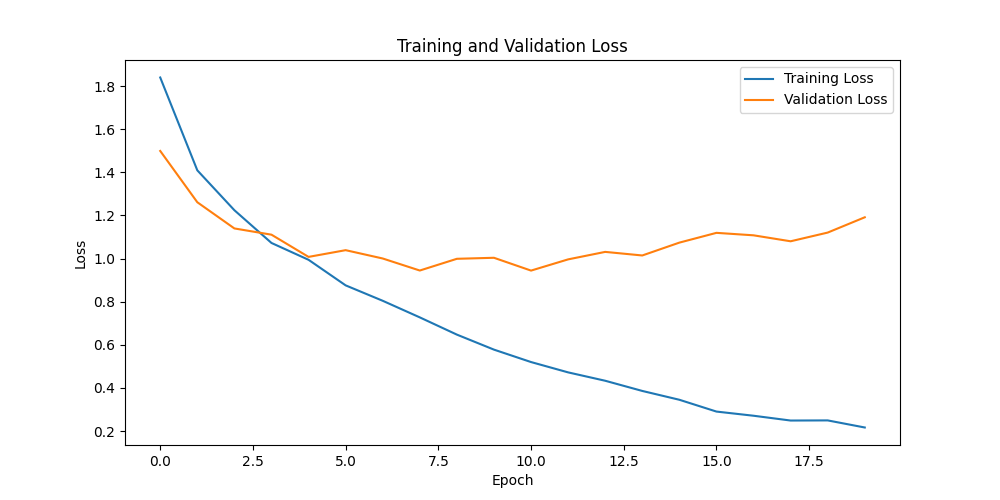 Training and Validation Loss
Training Loss
Validation Loss
1.8
1.6
1.4
1.2
1.0
0.8
0.6
0.4
0.2
Loss
0.0 2.5 5.0 7.5 10.0 12.5 15.0 17.5
Epoch